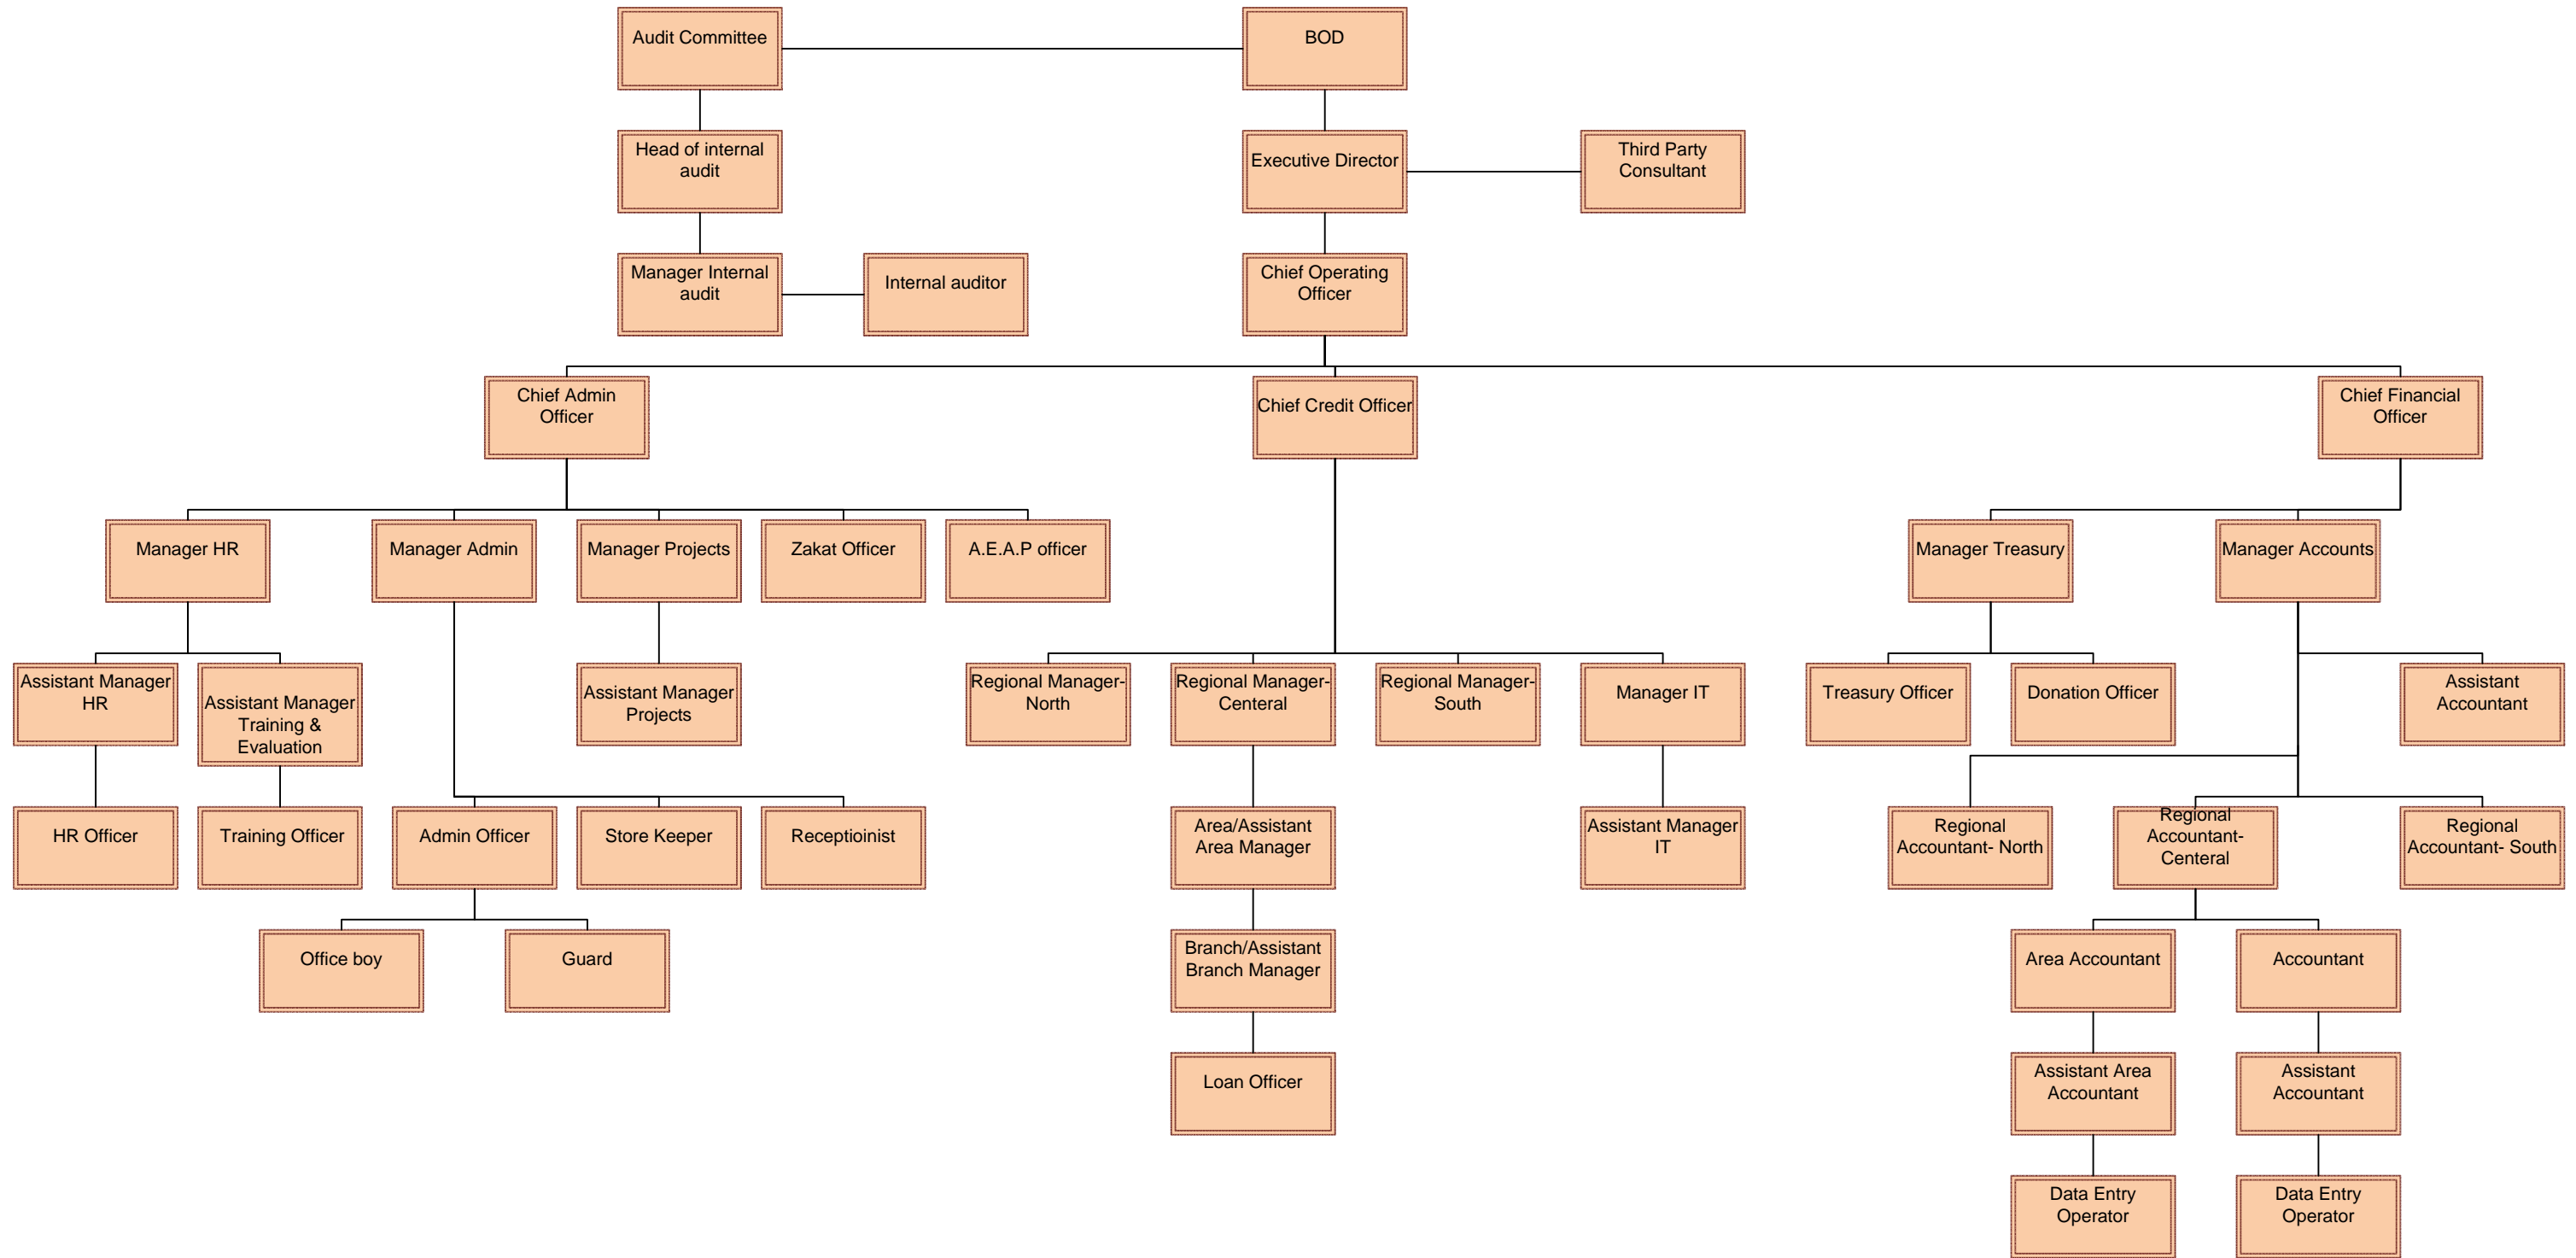 Audit Committee
BOD
Head of internal
audit
Executive Director
Third Party
Consultant
Manager Internal
audit
Internal auditor
Chief Operating
Officer
Chief Admin
Officer
Chief Credit Officer
Chief Financial
Officer
Manager HR
Manager Admin
Manager Projects
Zakat Officer
A.E.A.P officer
Manager Treasury
Manager Accounts
Assistant Manager
HR
Assistant Manager
Training &
Evaluation
Assistant Manager
Projects
Regional Manager-
North
Regional Manager-
Centeral
Regional Manager-
South
Manager IT
Treasury Officer
Donation Officer
Assistant
Accountant
HR Officer
Training Officer
Admin Officer
Store Keeper
Receptioinist
Area/Assistant
Area Manager
Assistant Manager
IT
Regional
Accountant- North
Regional
Accountant-
Centeral
Regional
Accountant- South
Office boy
Guard
Branch/Assistant
Branch Manager
Area Accountant
Accountant
Loan Officer
Assistant Area
Accountant
Assistant
Accountant
Data Entry
Operator
Data Entry
Operator